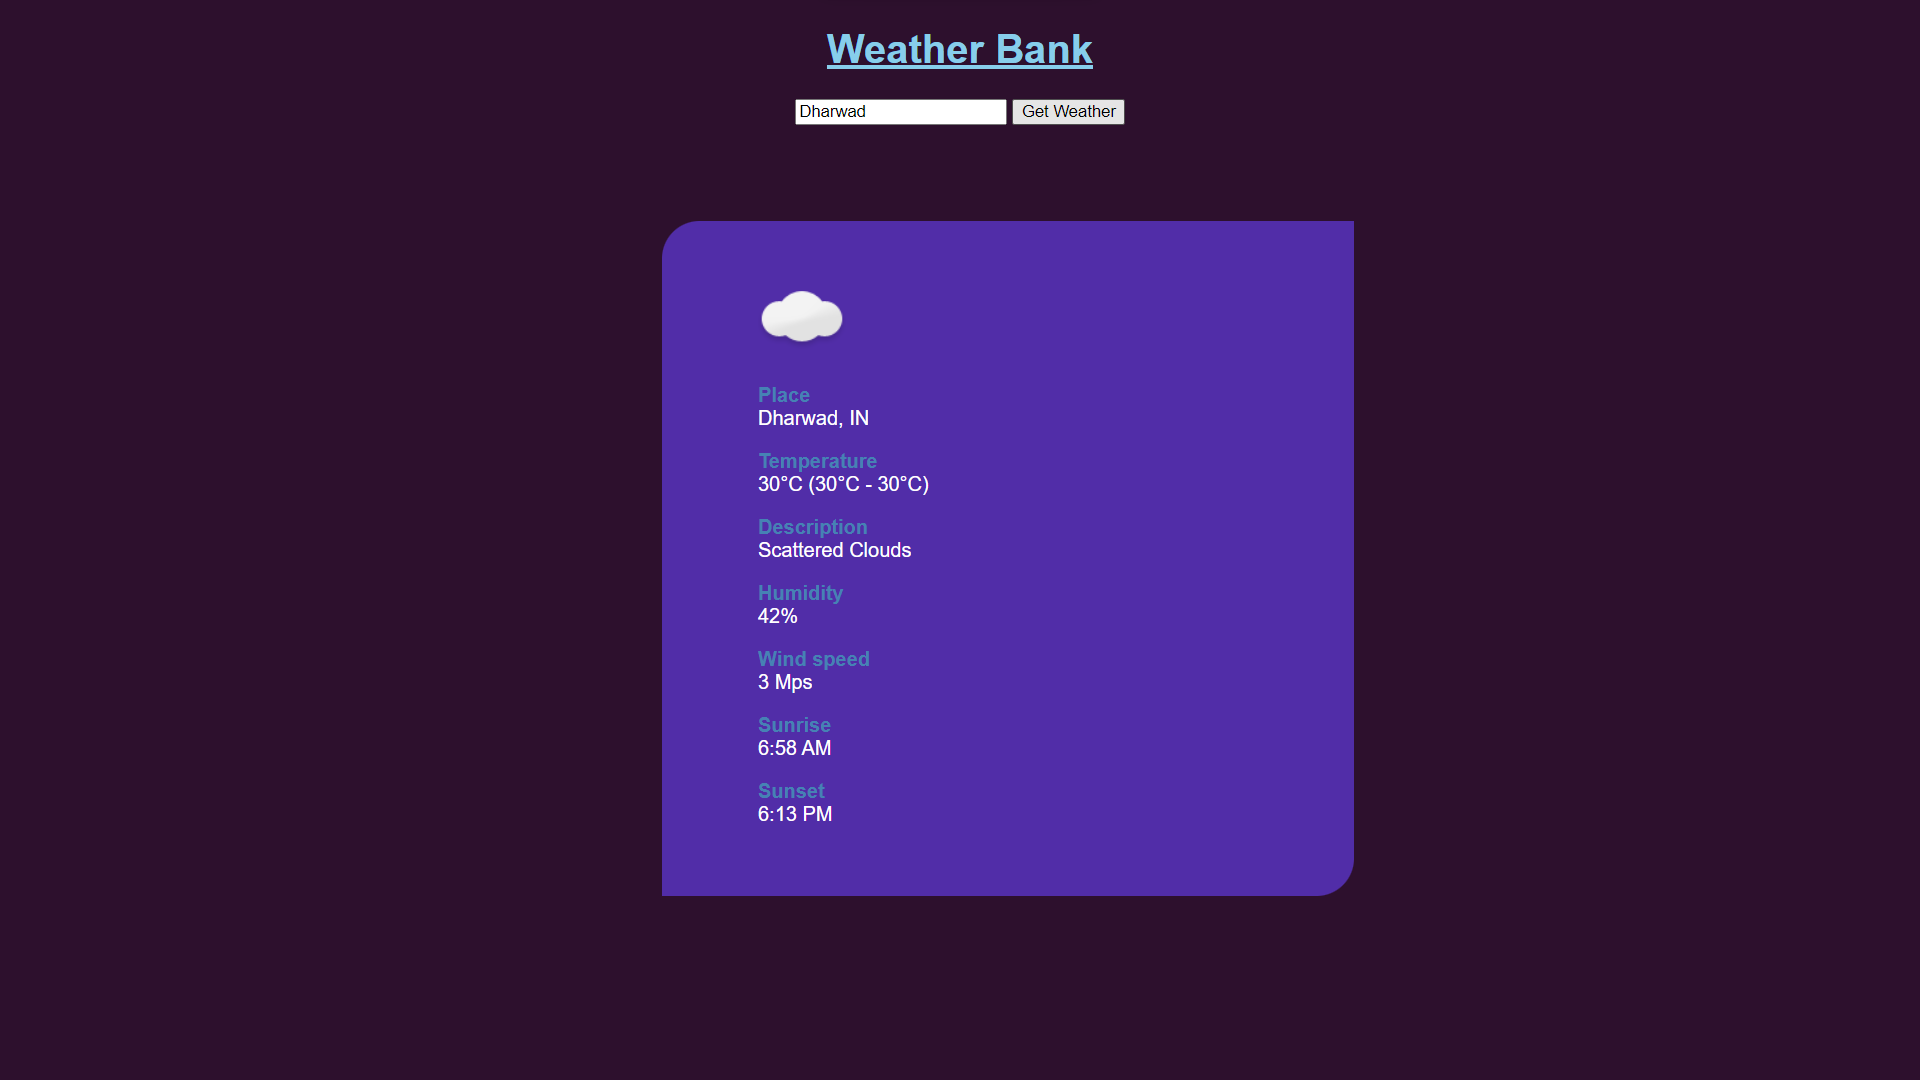 Weather Bank
Dharwad
Get Weather
Place
Dharwad, IN
Temperature
30°C (30°C - 30°C)
Description
Scattered Clouds
Humidity
42%
Wind speed
3 Mps
Sunrise
6:58 AM
Sunset
6:13 PM